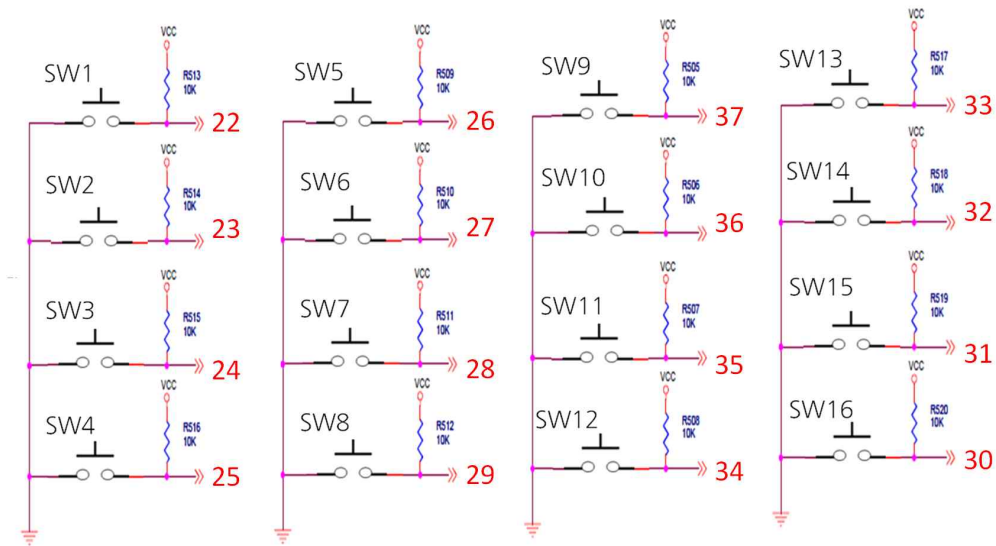 VCC
SW1
R513
10K
22
VCC
SW2
R514
10K
23
VCC
SW3
R515
10K
24
VCC
SW4
R516
10K
25
VCC
SW5
R509
10K
26
VCC
SW6
R510
10K
27
VCC
SW7
R511
10K
28
VCC
SW8
R512
10K
29
VCC
SW9
R505
10K
37
VCC
SW10
R506
10K
36
VCC
SW11
R507
10K
35
VCC
SW12
R508
10K
34
VCC
SW13
R517
10K
33
VCC
SW14
R518
10K
32
VCC
SW15
R519
10K
31
VCC
SW16
R520
10K
30